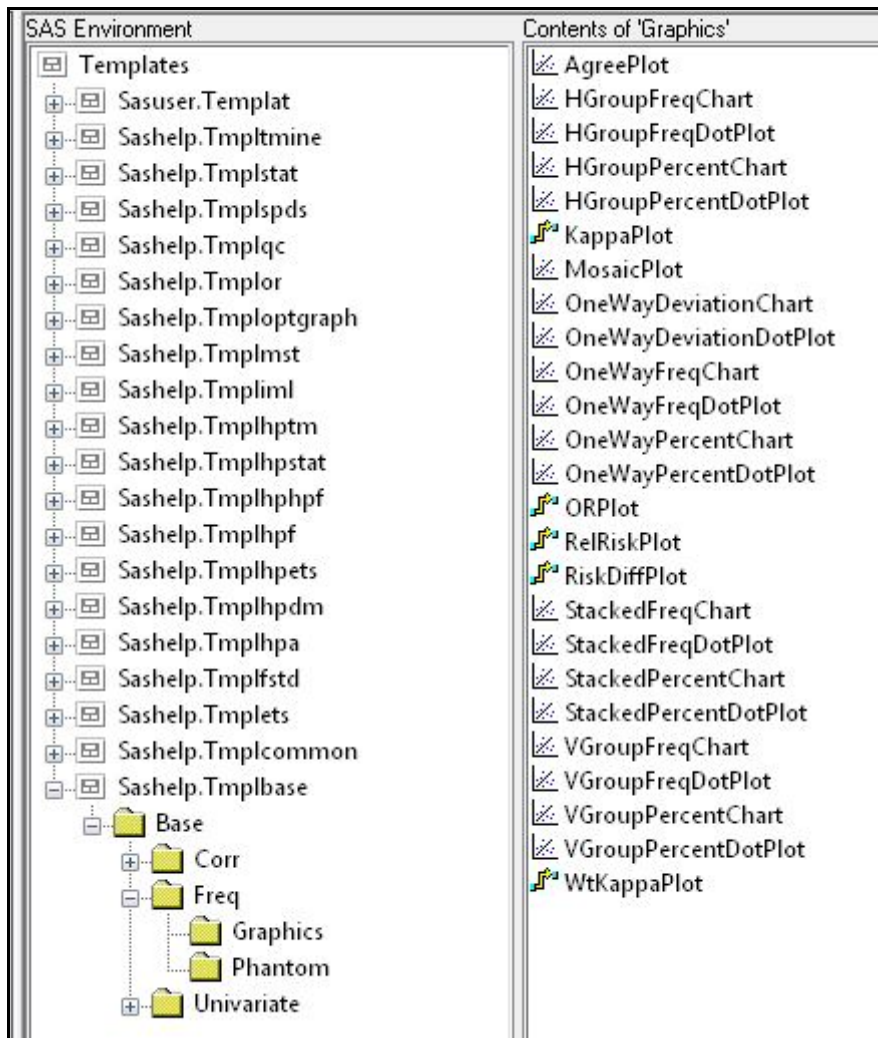 SAS Environment
Templates
Sasuser.Templat
Sashelp.Tmpltmine
Sashelp.Tmplstat
Sashelp.Tmplspds
Sashelp.Tmplqc
Sashelp.Tmplor
Sashelp.Tmploptgraph
Sashelp.Tmplmst
Sashelp.Tmpliml
Sashelp.Tmplhptm
Sashelp.Tmplhpstat
Sashelp.Tmplhphpf
Sashelp.Tmplhpf
Sashelp.Tmplhpets
Sashelp.Tmplhpdm
Sashelp.Tmplhpa
Sashelp.Tmplfstd
Sashelp.Tmplets
Sashelp.Tmplcommon
Sashelp.Tmplbase
Base
Corr
Freq
Graphics
Phantom
Univariate
Contents of 'Graphics'
AgreePlot
HGroupFreqChart
HGroupFreqDotPlot
HGroupPercentChart
HGroupPercentDotPlot
KappaPlot
MosaicPlot
OneWayDeviationChart
OneWayDeviationDotPlot
OneWayFreqChart
OneWayFreqDotPlot
OneWayPercentChart
OneWayPercentDotPlot
ORPlot
RelRiskPlot
RiskDiffPlot
StackedFreqChart
StackedFreqDotPlot
StackedPercentChart
StackedPercentDotPlot
VGroupFreqChart
VGroupFreqDotPlot
VGroupPercentChart
VGroupPercentDotPlot
WtKappaPlot